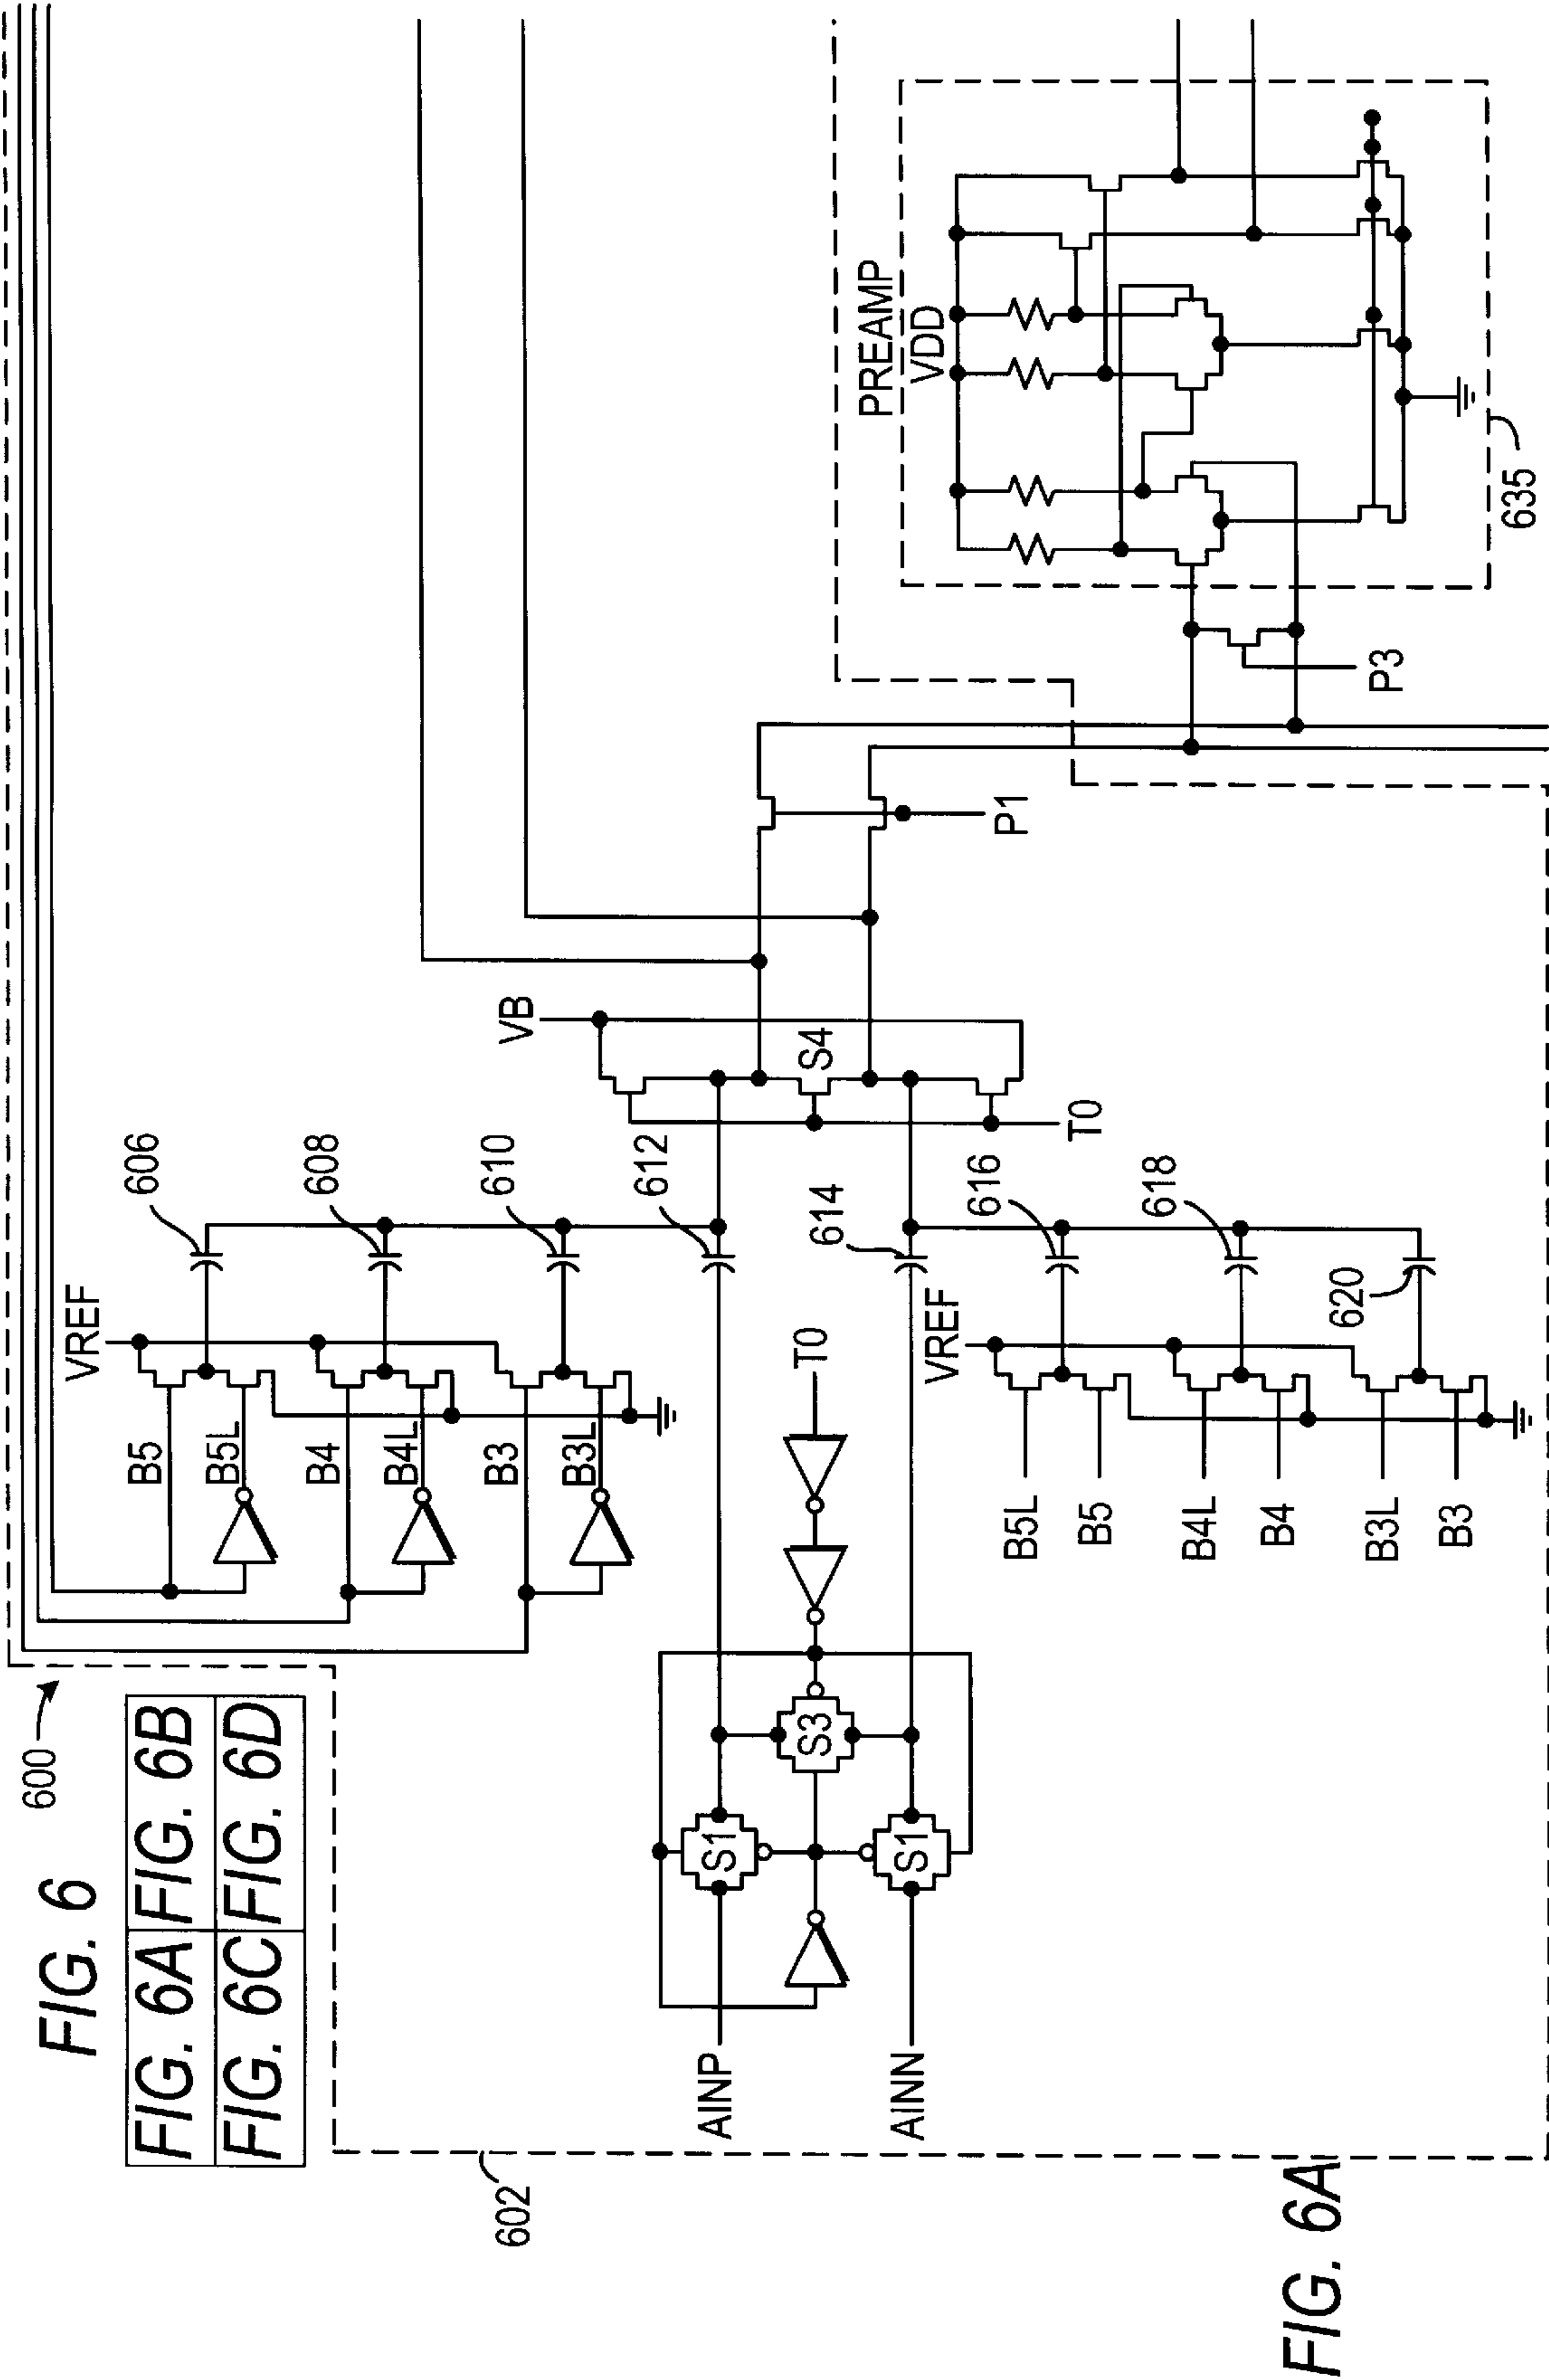 FIG. 6
600
FIG. 6A FIG. 6B
FIG. 6C FIG. 6D
602
VREF
606
B5
B5L
608
B4
B4L
610
B3
B3L
612
VB
S4
T0
AINP
S1
S3
T0
AINN
S1
614
VREF
616
B5L
B5
618
B4L
B4
620
B3L
B3
P1
P3
PREAMP
VDD
635
FIG. 6A